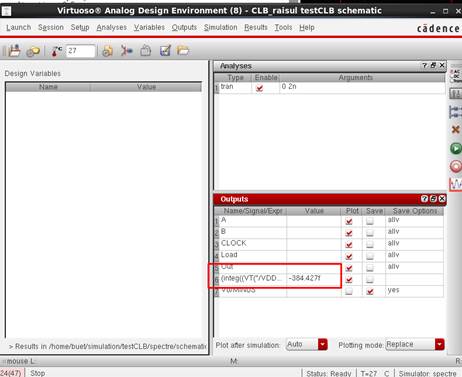 Virtuoso® Analog Design Environment (8) - CLB_raisul testCLB schematic
Launch Session Setup Analyses Variables Outputs Simulation Results Tools Help cādence
27
Design Variables
Name Value
Analyses
Type Enable Arguments
1 tran 0 2n
Outputs
Name/Signal/Expr Value Plot Save Save Options
1 A allv
2 B allv
3 CLOCK allv
4 Load allv
5 Out allv
6 (integ((VT("/VDD... -384.427f
7 yes
> Results in /home/buet/simulation/testCLB/spectre/schematic
Plot after simulation: Auto Plotting mode: Replace
mouse L: M: R:
24(47) Stop Status: Ready T=27 C Simulator: spectre